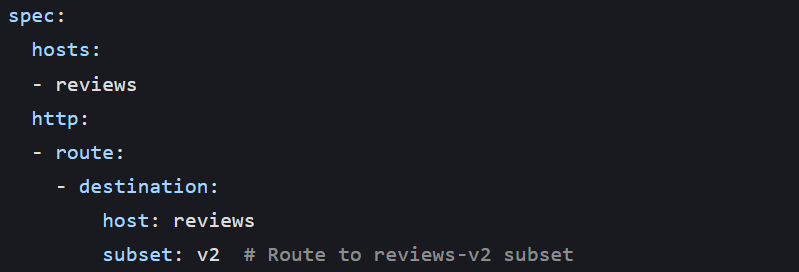 spec:
  hosts:
  - reviews
  http:
  - route:
    - destination:
        host: reviews
        subset: v2  # Route to reviews-v2 subset